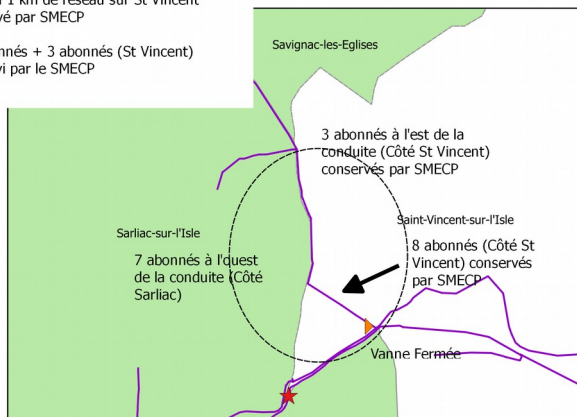 1 km de réseau sur St Vincent
vé par SMECP
nnés + 3 abonnés (St Vincent)
vi par le SMECP
Savignac-les-Eglises
3 abonnés à l'est de la
conduite (Côté St Vincent)
conservés par SMECP
Saint-Vincent-sur-l'Isle
Sarliac-sur-l'Isle
7 abonnés à l'ouest
de la conduite (Côté
Sarliac)
8 abonnés (Côté St
Vincent) conservés
par SMECP
Vanne Fermée